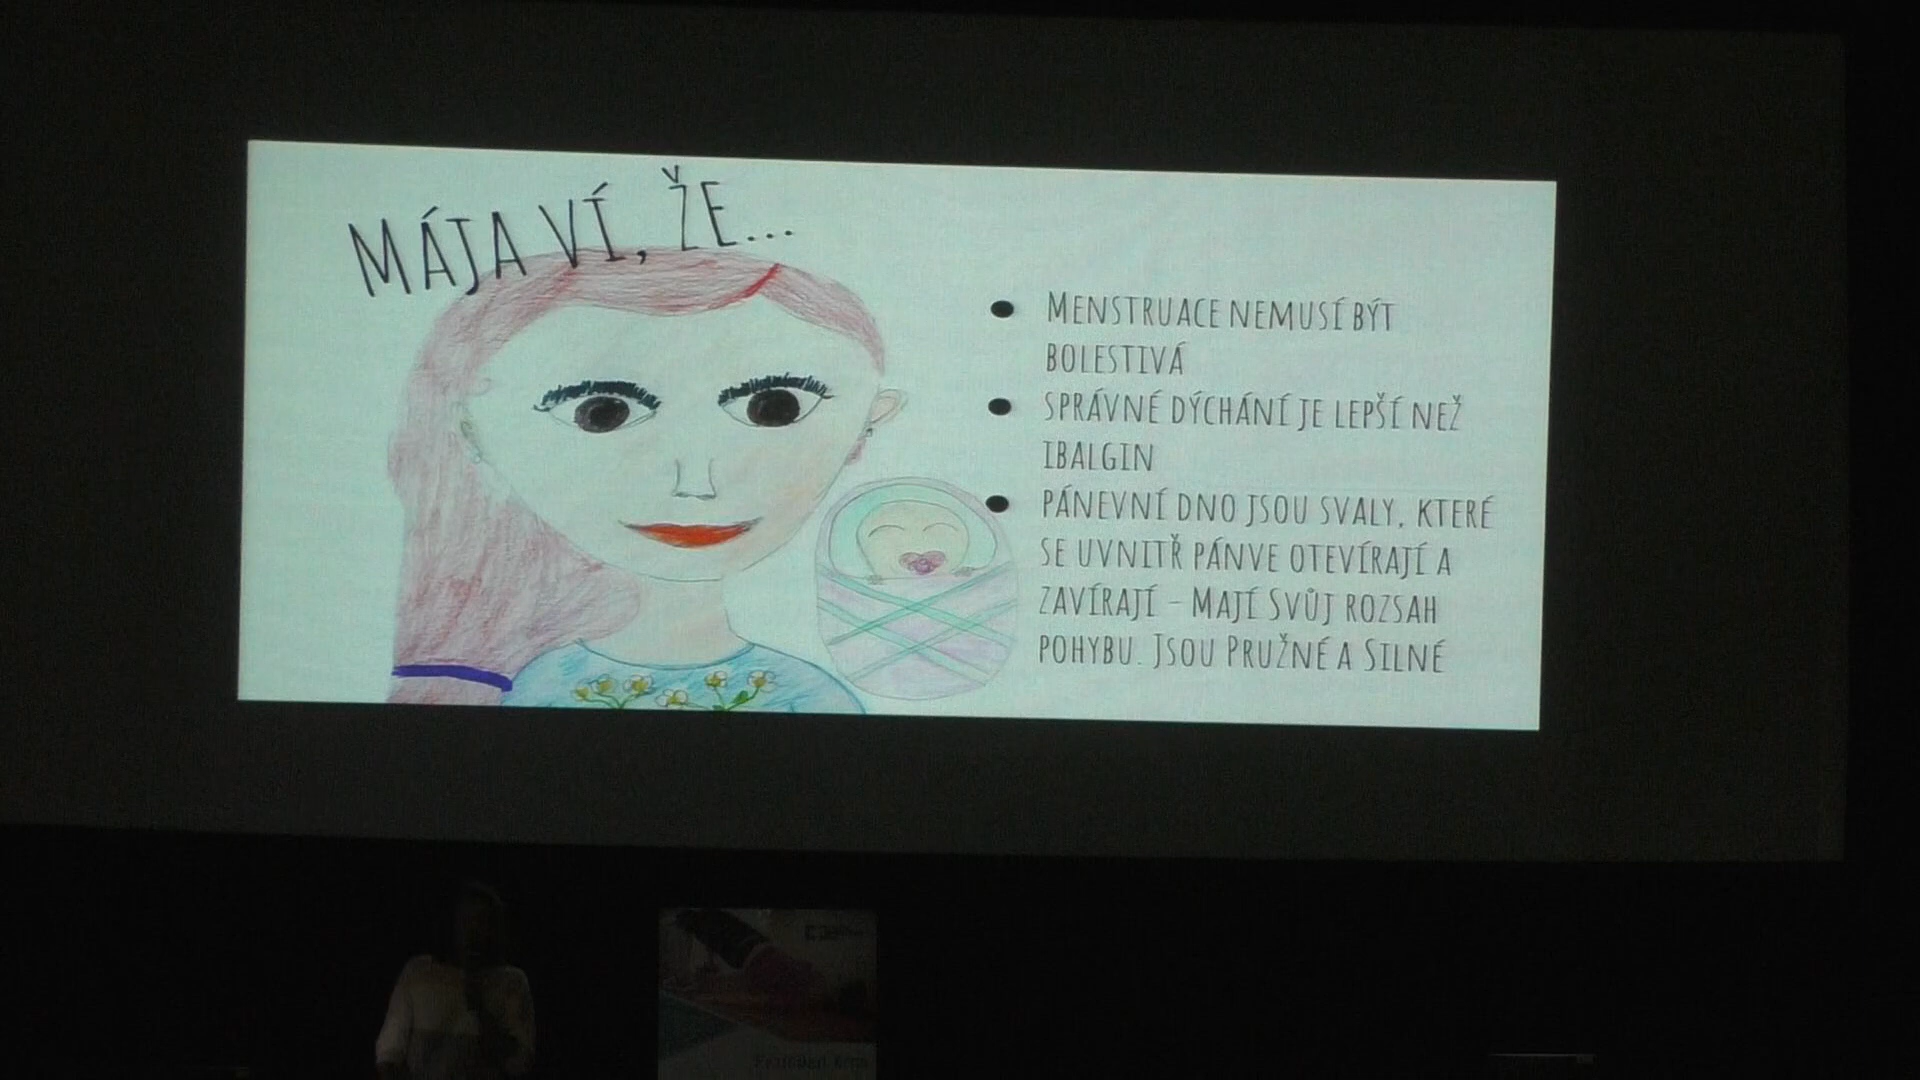 MÁJA VÍ, ŽE...
MENSTRUACE NEMUSÍ BÝT
BOLESTIVÁ
SPRÁVNÉ DÝCHÁNÍ JE LEPŠÍ NEŽ
IBALGIN
PÁNEVNÍ DNO JSOU SVALY, KTERÉ
SE UVNITŘ PÁNVE OTEVÍRAJÍ A
ZAVÍRAJÍ – MAJÍ SVŮJ ROZSAH
POHYBU. JSOU PRUŽNÉ A SILNÉ